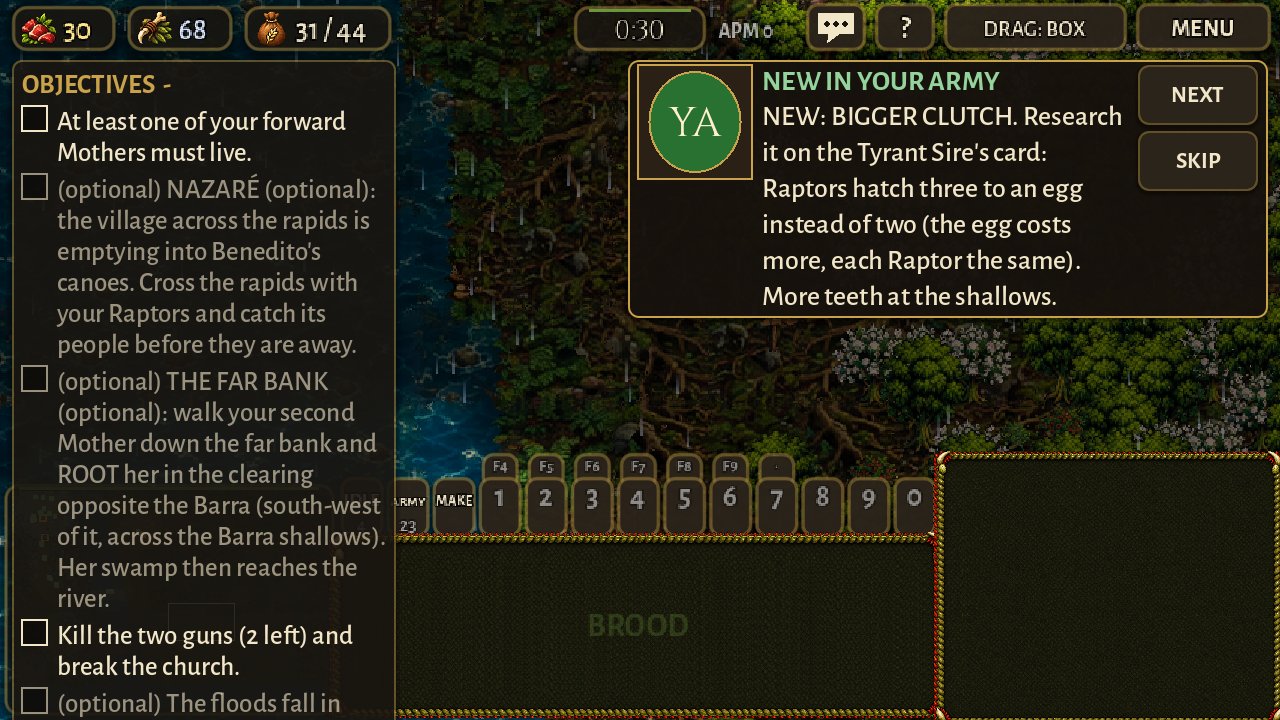 30
68
31 / 44
0:30
APM 0
?
DRAG: BOX
MENU
OBJECTIVES -
At least one of your forward
Mothers must live.
(optional) NAZARÉ (optional):
the village across the rapids is
emptying into Benedito's
canoes. Cross the rapids with
your Raptors and catch its
people before they are away.
(optional) THE FAR BANK
(optional): walk your second
Mother down the far bank and
ROOT her in the clearing
opposite the Barra (south-west
of it, across the Barra shallows).
Her swamp then reaches the
river.
Kill the two guns (2 left) and
break the church.
(optional) The floods fall in
YA
NEW IN YOUR ARMY
NEW: BIGGER CLUTCH. Research
it on the Tyrant Sire's card:
Raptors hatch three to an egg
instead of two (the egg costs
more, each Raptor the same).
More teeth at the shallows.
NEXT
SKIP
F4 F5 F6 F7 F8 F9
ARMY 23
MAKE
1 2 3 4 5 6 7 8 9 0
BROOD